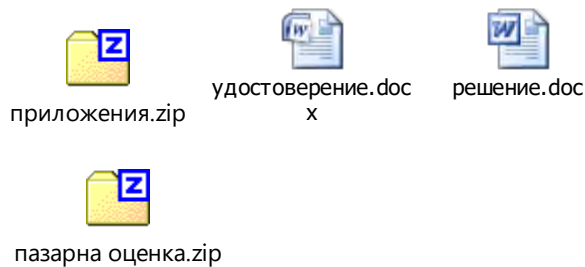 приложения.zip
удостоверение.doc
x
решение.doc
пазарна оценка.zip